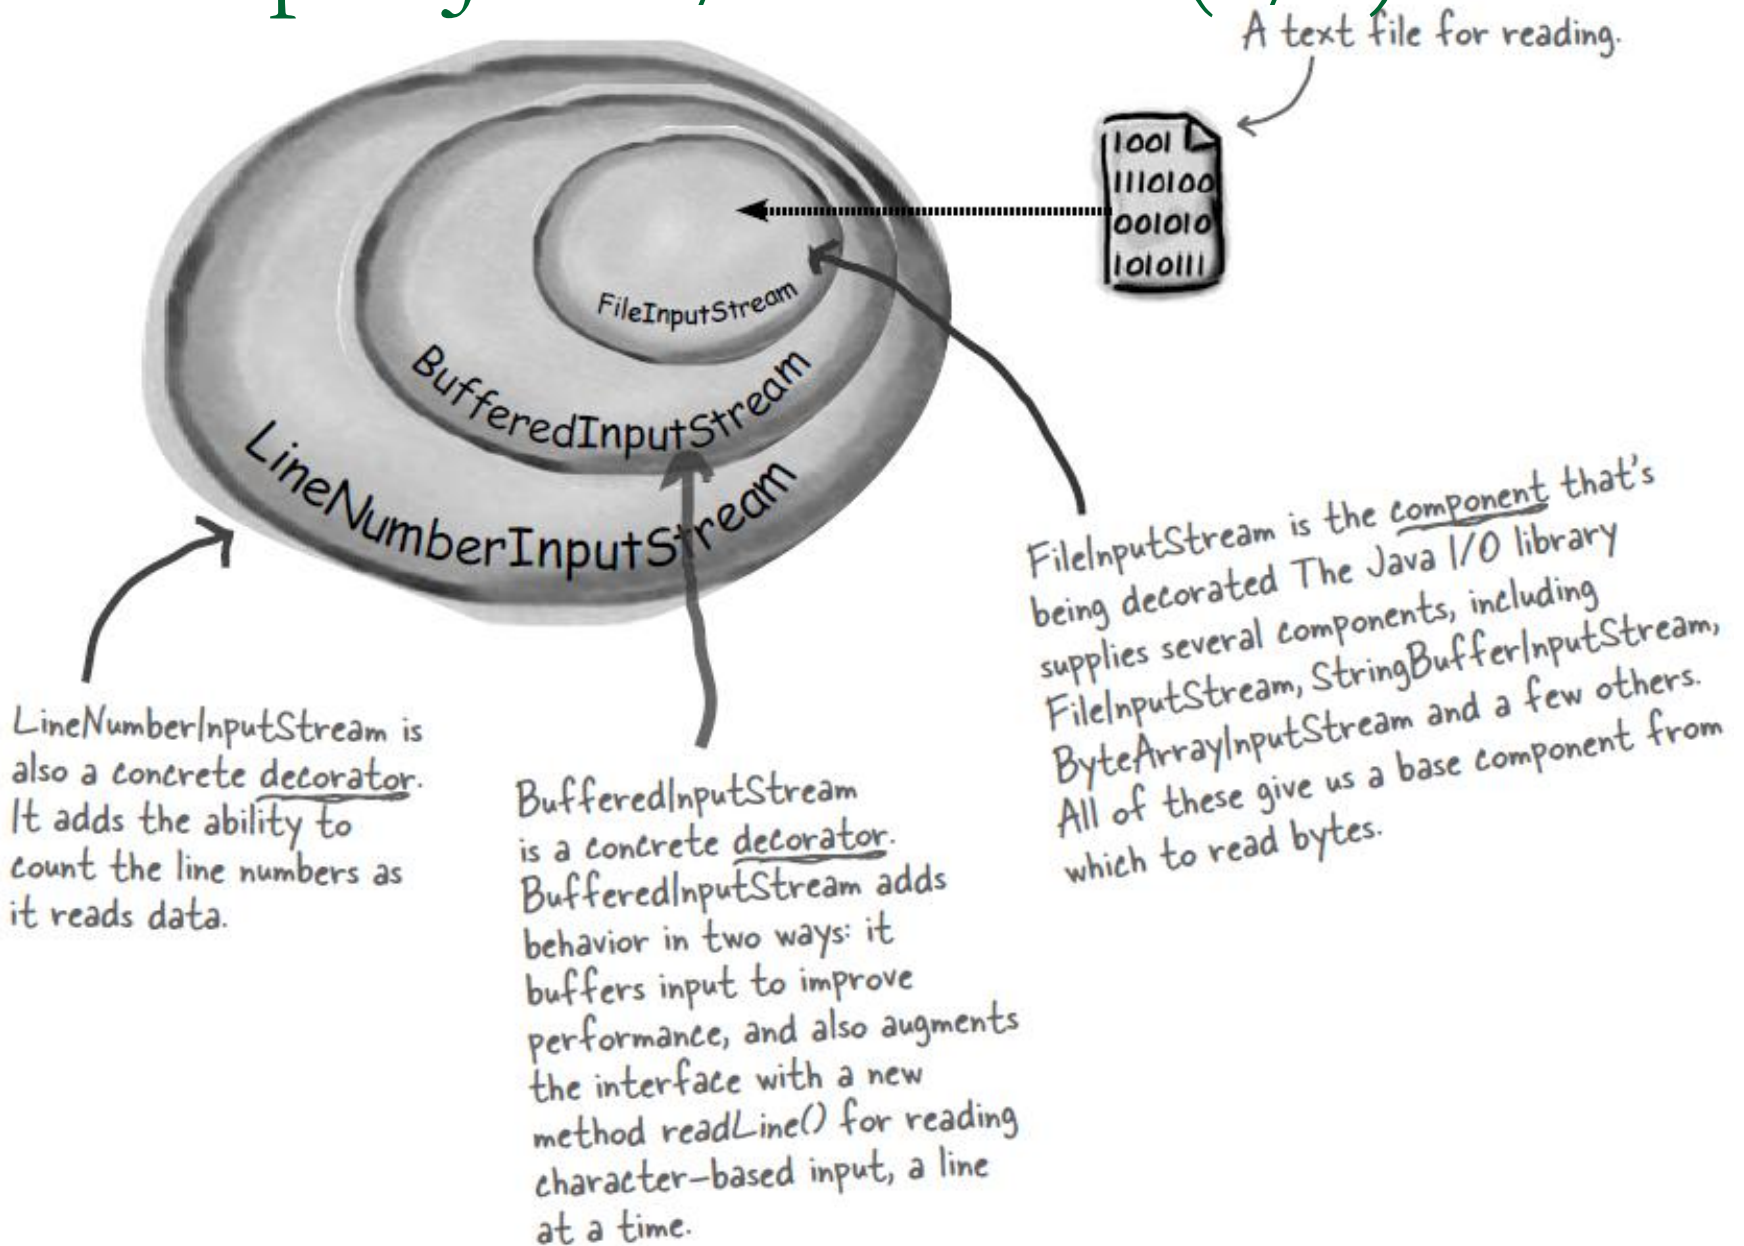 A text file for reading.
1001
1110100
001010
1010111
FileInputStream
BufferedInputStream
LineNumberInputStream
FileInputStream is the component that's
being decorated The Java I/O library
supplies several components, including
FileInputStream, StringBufferInputStream,
ByteArrayInputStream and a few others.
All of these give us a base component from
which to read bytes.
LineNumberInputStream is
also a concrete decorator.
It adds the ability to
count the line numbers as
it reads data.
BufferedInputStream
is a concrete decorator.
BufferedInputStream adds
behavior in two ways: it
buffers input to improve
performance, and also augments
the interface with a new
method readLine() for reading
character-based input, a line
at a time.